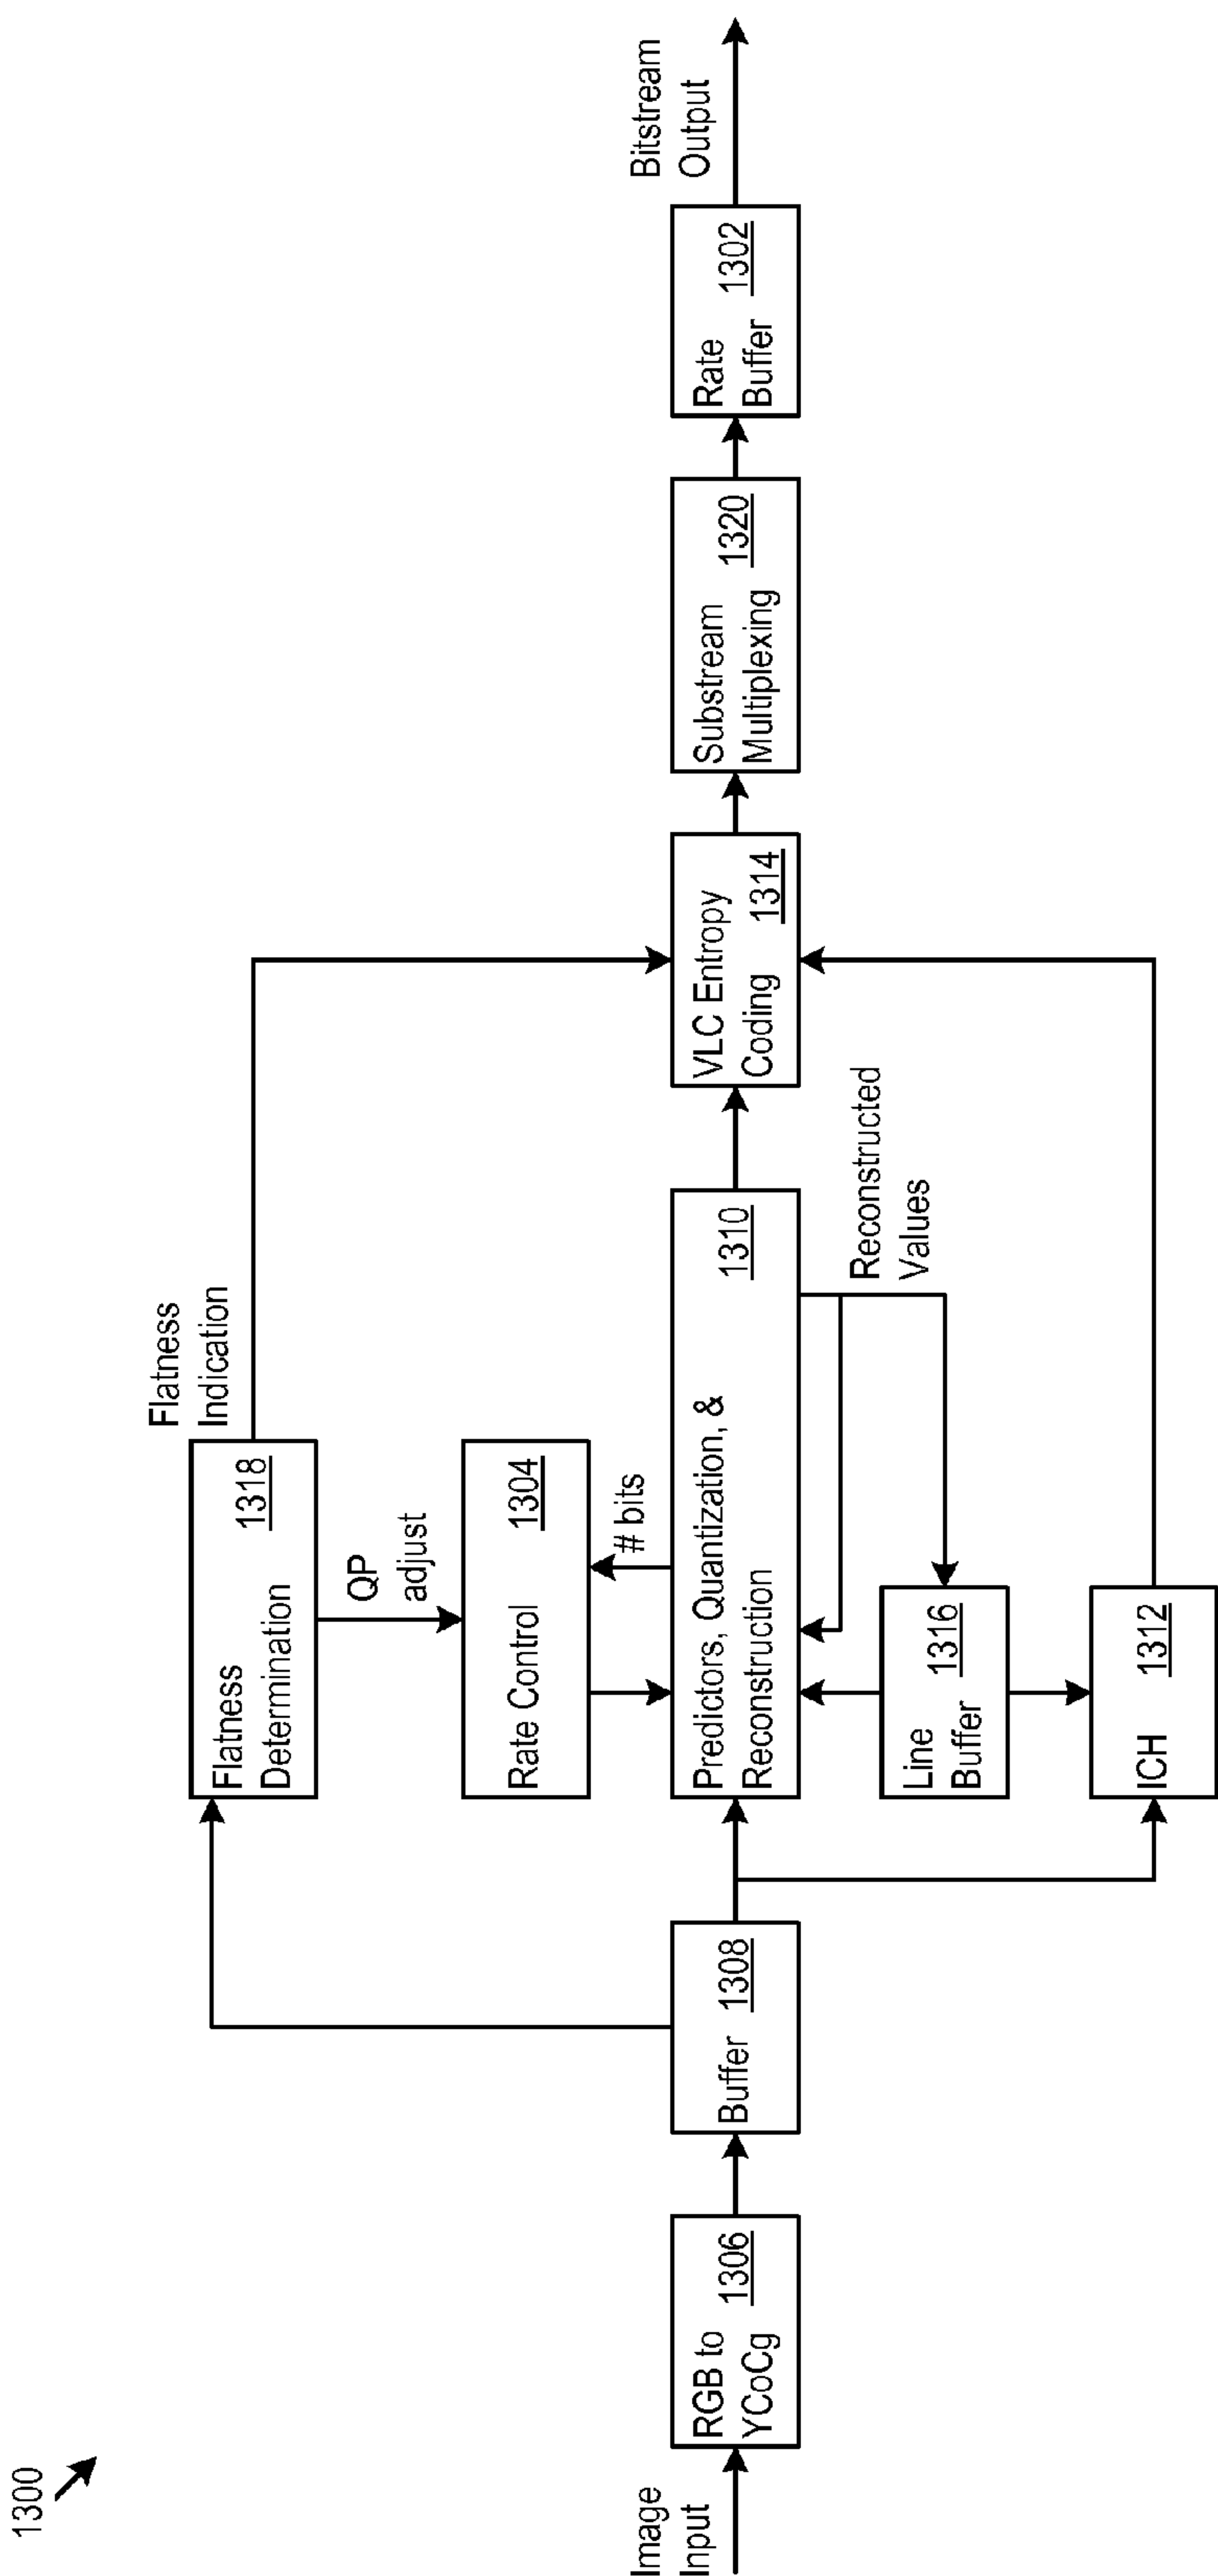 1300
Image
Input
RGB to
YCoCg 1306
Buffer 1308
Flatness
Determination 1318
Flatness
Indication
QP
adjust
Rate Control 1304
# bits
Predictors, Quantization, &
Reconstruction 1310
Reconstructed
Values
Line
Buffer 1316
ICH 1312
VLC Entropy
Coding 1314
Substream
Multiplexing 1320
Rate
Buffer 1302
Bitstream
Output